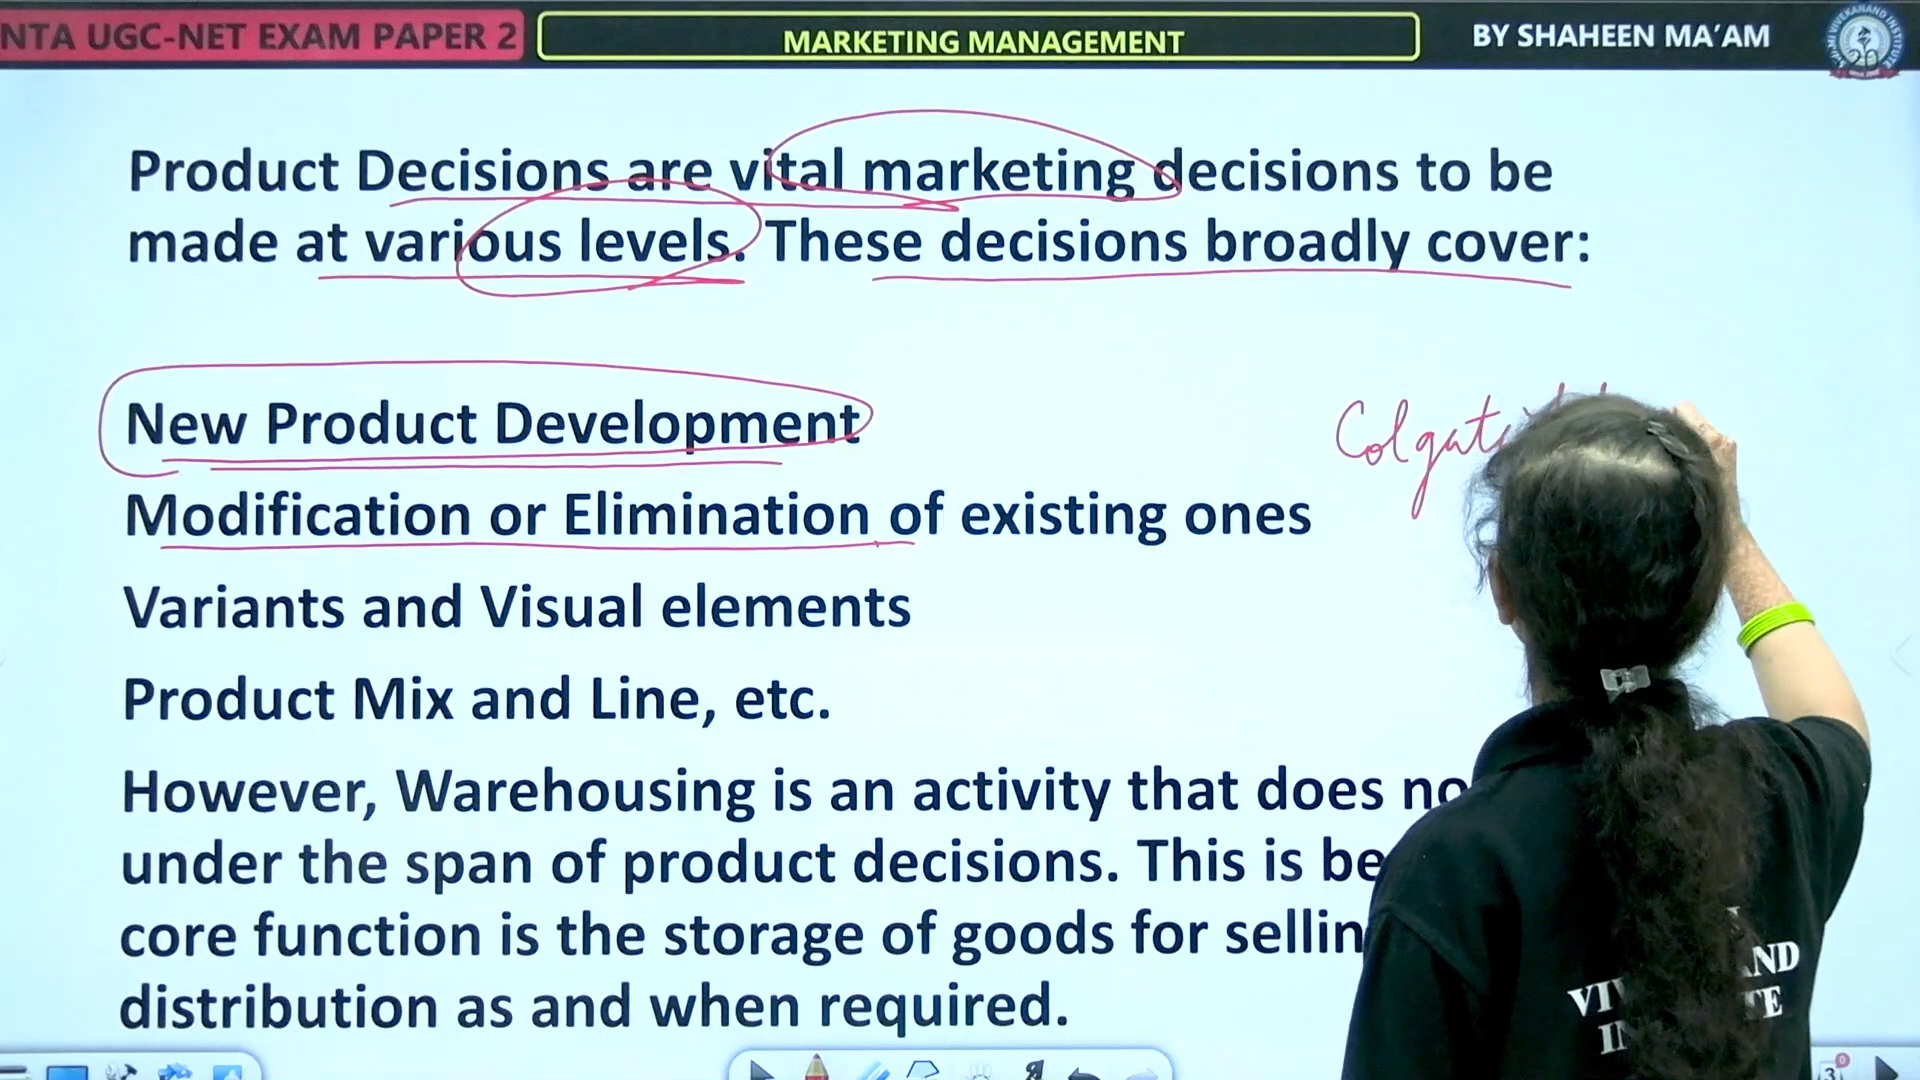 NTA UGC-NET EXAM PAPER 2
MARKETING MANAGEMENT
BY SHAHEEN MA’AM
Product Decisions are vital marketing decisions to be
made at various levels. These decisions broadly cover:
New Product Development
Colgate
Modification or Elimination of existing ones
Variants and Visual elements
Product Mix and Line, etc.
However, Warehousing is an activity that does
under the span of product decisions. This is
core function is the storage of goods for
distribution as and when required.